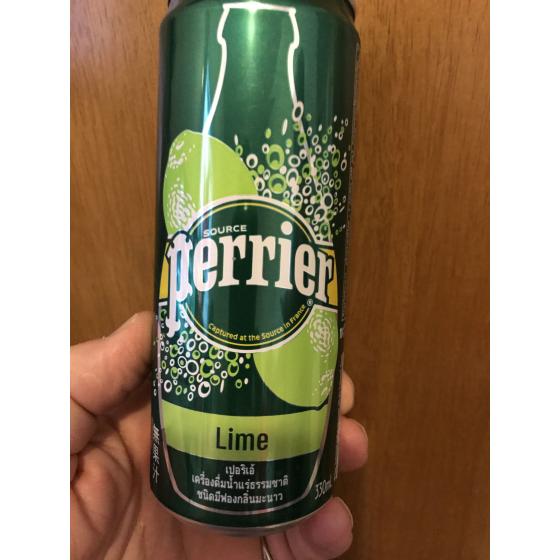 SOURCE
perrier®
Captured at the Source in France
Lime
เปอริเอ้
เครื่องดื่มน้ำแร่ธรรมชาติ
ชนิดมีฟองกลิ่นมะนาว
330mL